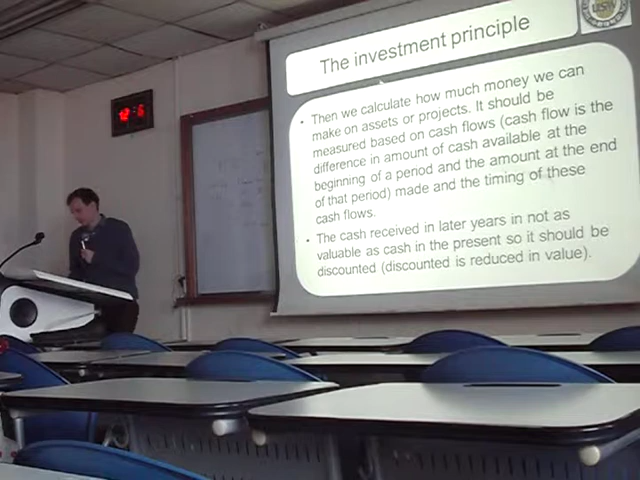 The investment principle
• Then we calculate how much money we can
make on assets or projects. It should be
measured based on cash flows (cash flow is the
difference in amount of cash available at the
beginning of a period and the amount at the end
of that period) made and the timing of these
cash flows.
• The cash received in later years in not as
valuable as cash in the present so it should be
discounted (discounted is reduced in value).